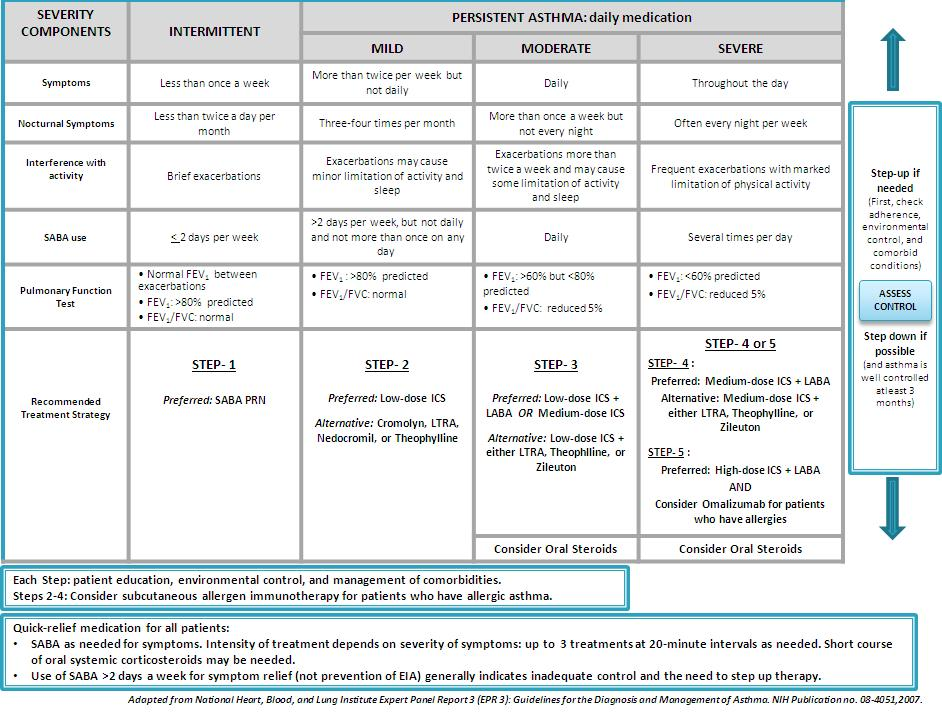 SEVERITY
COMPONENTS
INTERMITTENT
PERSISTENT ASTHMA: daily medication
MILD
MODERATE
SEVERE
Symptoms
Less than once a week
More than twice per week but
not daily
Daily
Throughout the day
Nocturnal Symptoms
Less than twice a day per
month
Three-four times per month
More than once a week but
not every night
Often every night per week
Interference with
activity
Brief exacerbations
Exacerbations may cause
minor limitation of activity and
sleep
Exacerbations more than
twice a week and may cause
some limitation of activity
and sleep
Frequent exacerbations with marked
limitation of physical activity
SABA use
< 2 days per week
>2 days per week, but not daily
and not more than once on any
day
Daily
Several times per day
Pulmonary Function
Test
• Normal FEV1 between
exacerbations
• FEV1: >80% predicted
• FEV1/FVC: normal
• FEV1 : >80% predicted
• FEV1/FVC: normal
• FEV1: >60% but <80%
predicted
• FEV1/FVC: reduced 5%
• FEV1: <60% predicted
• FEV1/FVC: reduced 5%
Recommended
Treatment Strategy
STEP- 1
Preferred: SABA PRN
STEP- 2
Preferred: Low-dose ICS
Alternative: Cromolyn, LTRA,
Nedocromil, or Theophylline
STEP- 3
Preferred: Low-dose ICS +
LABA OR Medium-dose ICS
Alternative: Low-dose ICS +
either LTRA, Theophlline, or
Zileuton
STEP- 4 or 5
STEP- 4 :
Preferred: Medium-dose ICS + LABA
Alternative: Medium-dose ICS +
either LTRA, Theophylline, or
Zileuton
STEP- 5 :
Preferred: High-dose ICS + LABA
AND
Consider Omalizumab for patients
who have allergies
Consider Oral Steroids
Consider Oral Steroids
Step-up if
needed
(First, check
adherence,
environmental
control, and
comorbid
conditions)
ASSESS
CONTROL
Step down if
possible
(and asthma is
well controlled
atleast 3
months)
Each Step: patient education, environmental control, and management of comorbidities.
Steps 2-4: Consider subcutaneous allergen immunotherapy for patients who have allergic asthma.
Quick-relief medication for all patients:
• SABA as needed for symptoms. Intensity of treatment depends on severity of symptoms: up to 3 treatments at 20-minute intervals as needed. Short course
of oral systemic corticosteroids may be needed.
• Use of SABA >2 days a week for symptom relief (not prevention of EIA) generally indicates inadequate control and the need to step up therapy.
Adapted from National Heart, Blood, and Lung Institute Expert Panel Report 3 (EPR 3): Guidelines for the Diagnosis and Management of Asthma. NIH Publication no. 08-4051,2007.